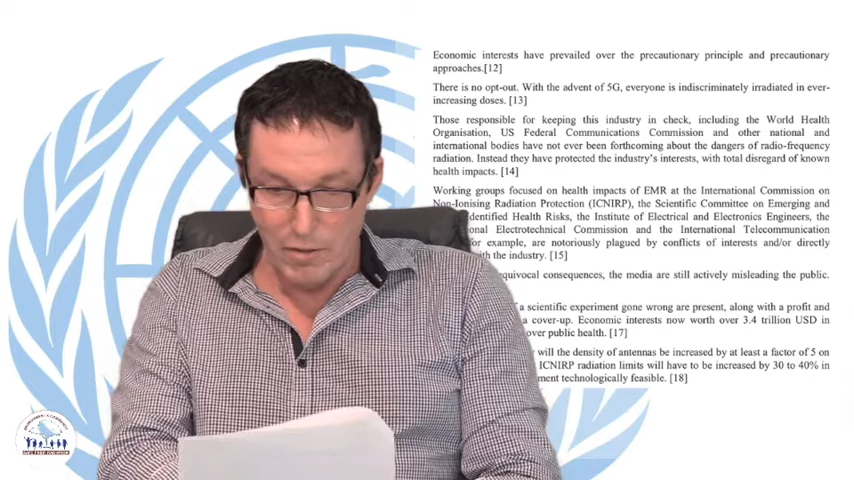 Economic interests have prevailed over the precautionary principle and precautionary
approaches.[12]
There is no opt-out. With the advent of 5G, everyone is indiscriminately irradiated in ever-
increasing doses. [13]
Those responsible for keeping this industry in check, including the World Health
Organisation, US Federal Communications Commission and other national and
international bodies have not ever been forthcoming about the dangers of radio-frequency
radiation. Instead they have protected the industry's interests, with total disregard of known
health impacts. [14]
Working groups focused on health impacts of EMR at the International Commission on
Non-Ionising Radiation Protection (ICNIRP), the Scientific Committee on Emerging and
dentified Health Risks, the Institute of Electrical and Electronics Engineers, the
onal Electrotechnical Commission and the International Telecommunication
for example, are notoriously plagued by conflicts of interests and/or directly
th the industry. [15]
equivocal consequences, the media are still actively misleading the public.
a scientific experiment gone wrong are present, along with a profit and
a cover-up. Economic interests now worth over 3.4 trillion USD in
over public health. [17]
will the density of antennas be increased by at least a factor of 5 on
ICNIRP radiation limits will have to be increased by 30 to 40% in
ment technologically feasible. [18]